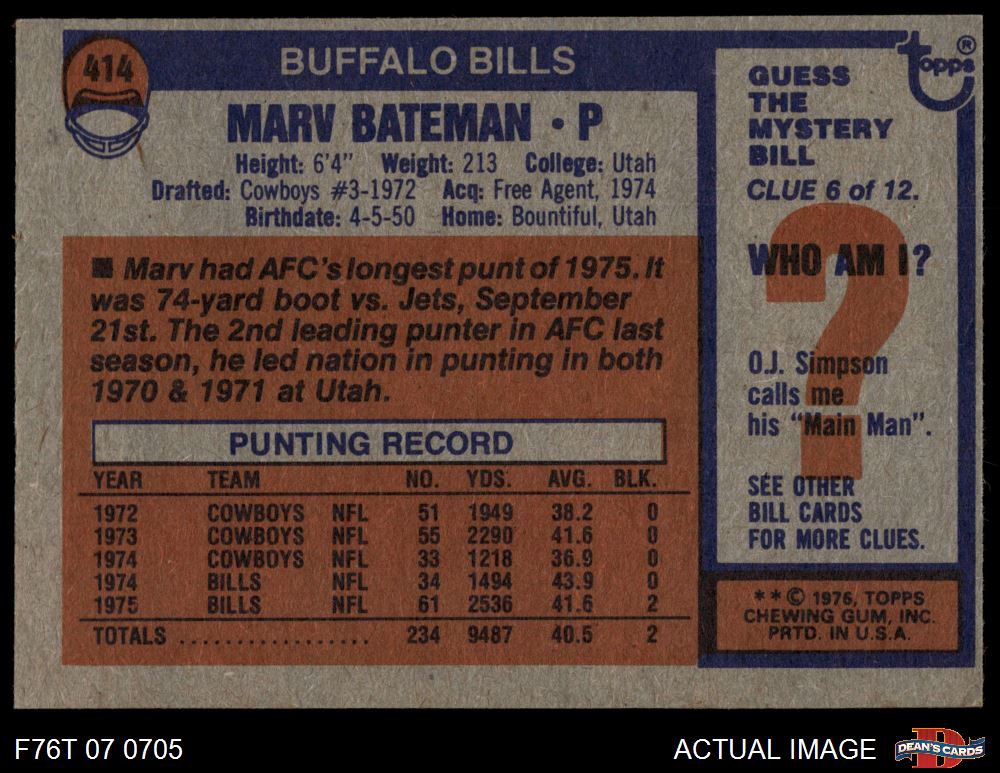 414
BUFFALO BILLS
MARV BATEMAN • P
Height: 6'4" Weight: 213 College: Utah
Drafted: Cowboys #3-1972 Acq: Free Agent, 1974
Birthdate: 4-5-50 Home: Bountiful, Utah
■ Marv had AFC's longest punt of 1975. It
was 74-yard boot vs. Jets, September
21st. The 2nd leading punter in AFC last
season, he led nation in punting in both
1970 & 1971 at Utah.
PUNTING RECORD
YEAR TEAM NO. YDS. AVG. BLK.
1972 COWBOYS NFL 51 1949 38.2 0
1973 COWBOYS NFL 55 2290 41.6 0
1974 COWBOYS NFL 33 1218 36.9 0
1974 BILLS NFL 34 1494 43.9 0
1975 BILLS NFL 61 2536 41.6 2
TOTALS .................. 234 9487 40.5 2
topps ®
GUESS
THE
MYSTERY
BILL
CLUE 6 of 12.
WHO AM I?
?
O.J. Simpson
calls me
his "Main Man".
SEE OTHER
BILL CARDS
FOR MORE CLUES.
**© 1976, TOPPS
CHEWING GUM, INC.
PRTD. IN U.S.A.
F76T 07 0705
ACTUAL IMAGE
D
DEAN'S CARDS